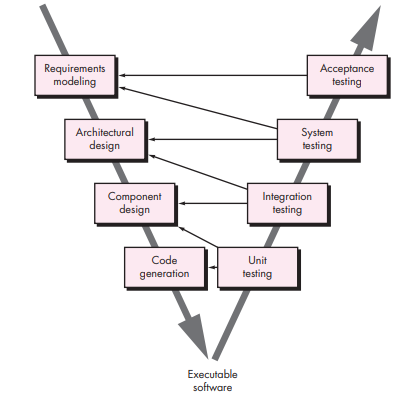 Requirements
modeling
Acceptance
testing
Architectural
design
System
testing
Component
design
Integration
testing
Code
generation
Unit
testing
Executable
software